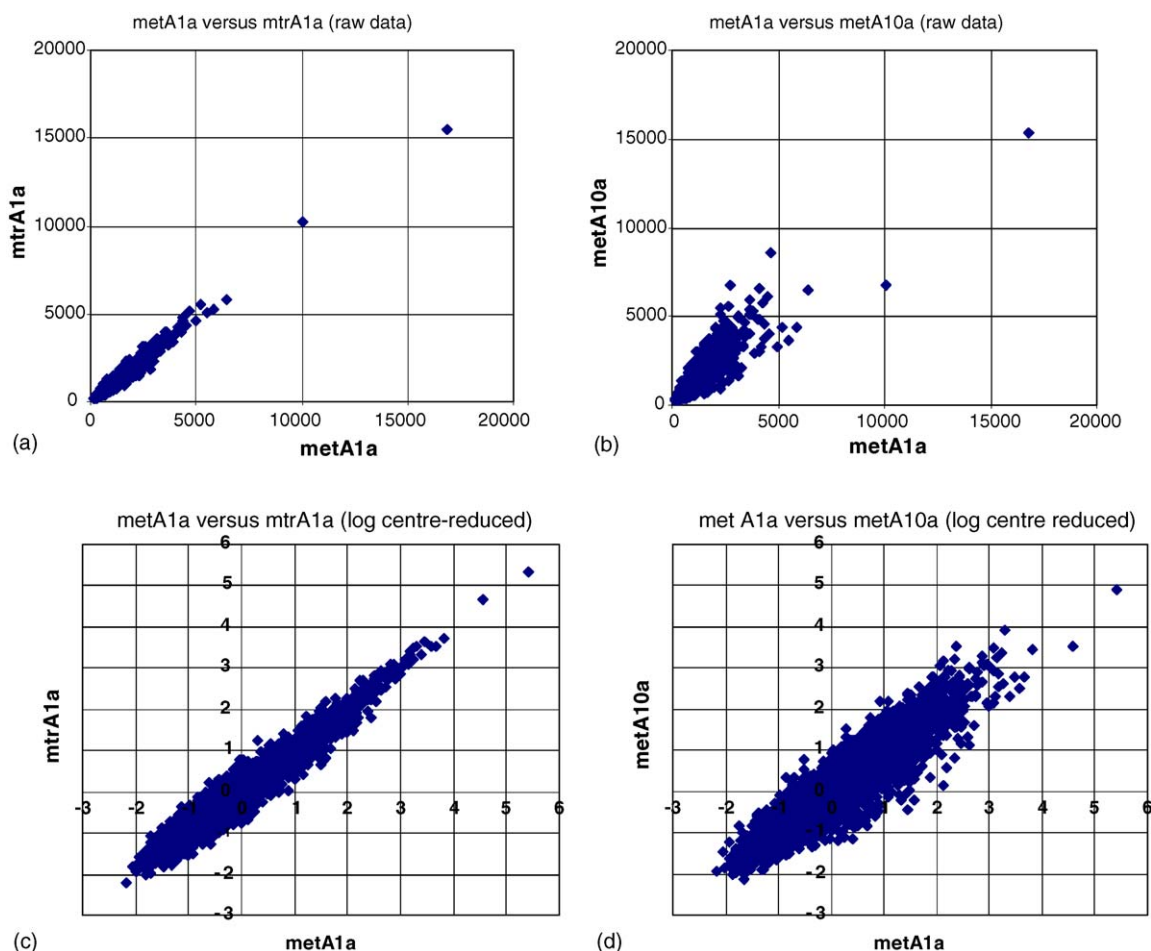 metA1a versus mtrA1a (raw data)
20000
15000
10000
5000
0
mtrA1a
0 5000 10000 15000 20000
metA1a
(a)
metA1a versus metA10a (raw data)
20000
15000
10000
5000
0
metA10a
0 5000 10000 15000 20000
metA1a
(b)
metA1a versus mtrA1a (log centre-reduced)
6
5
4
3
2
1
0
-1
-2
-3
mtrA1a
-3 -2 -1 0 1 2 3 4 5 6
metA1a
(c)
met A1a versus metA10a (log centre reduced)
6
5
4
3
2
1
0
-1
-2
-3
metA10a
-3 -2 -1 0 1 2 3 4 5 6
metA1a
(d)